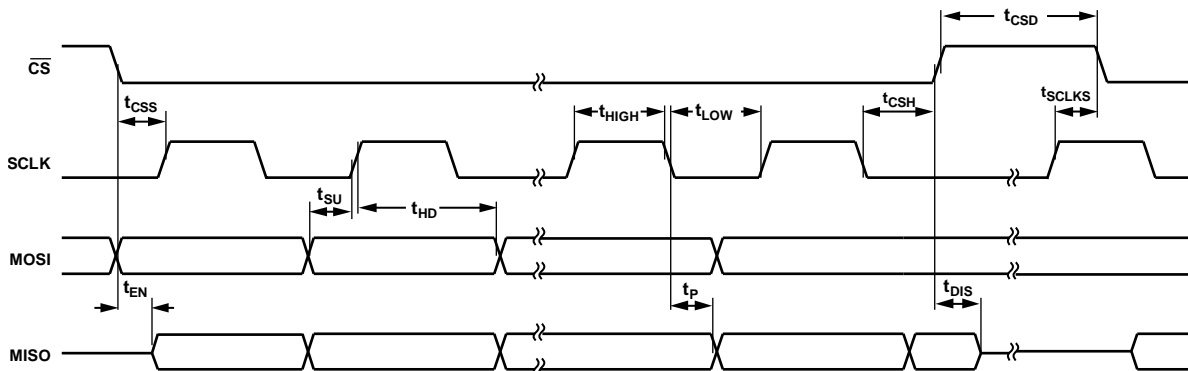 tCSD
CS
tCSS
tHIGH
tLOW
tCSH
tSCLKS
SCLK
tSU
tHD
MOSI
tEN
tP
tDIS
MISO